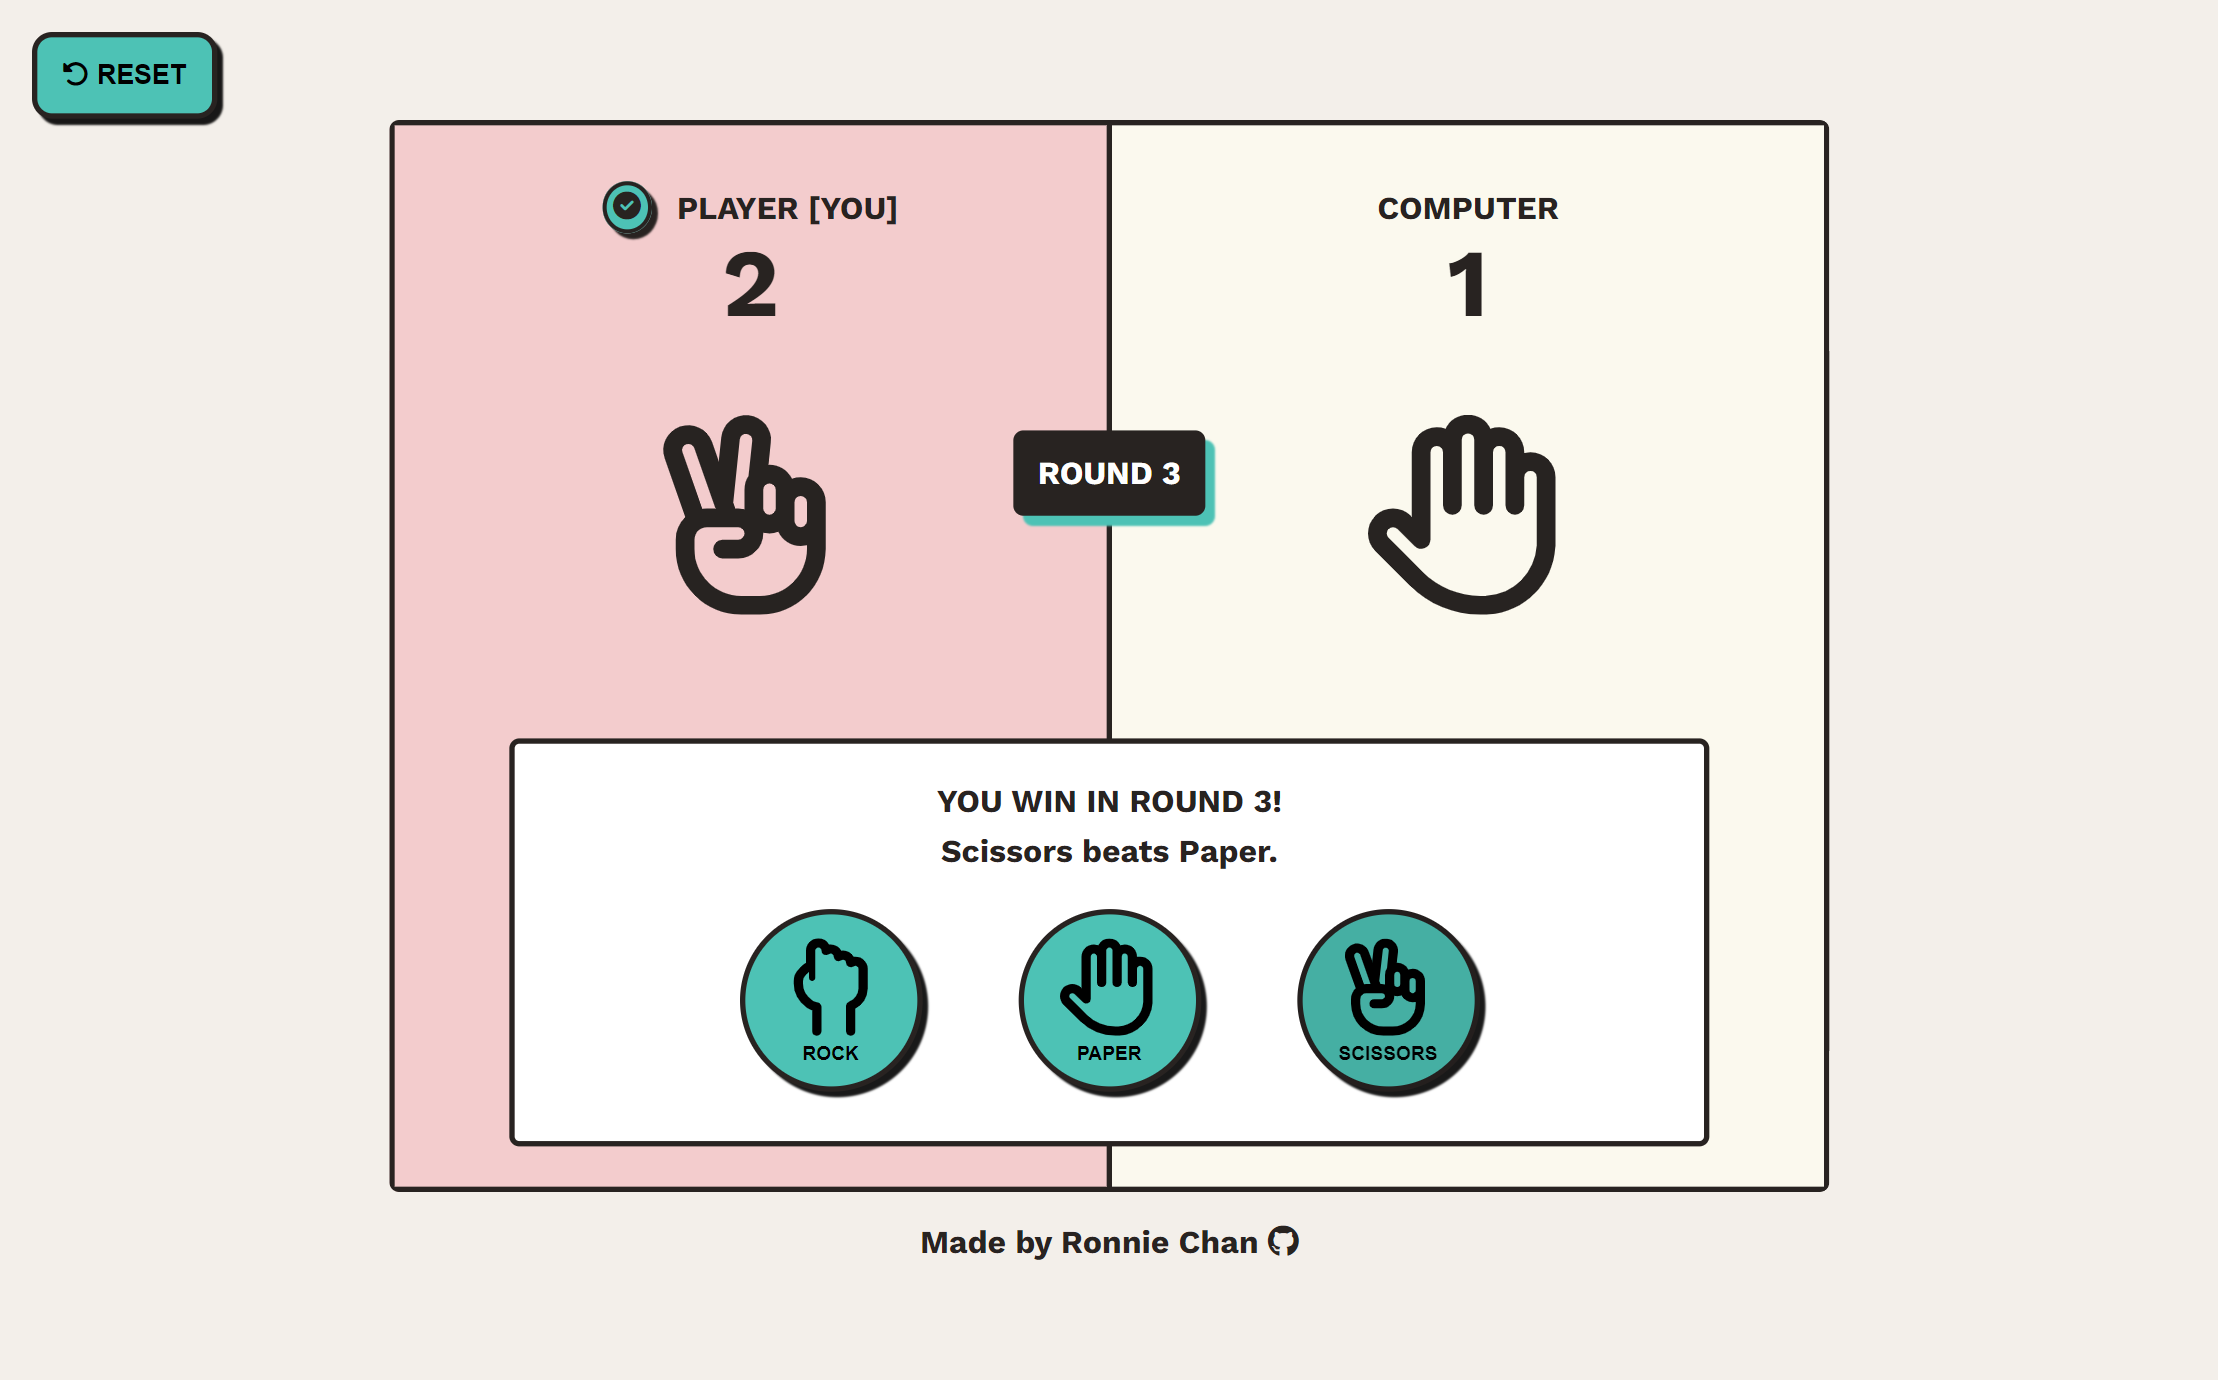 RESET
PLAYER [YOU]
2
COMPUTER
1
ROUND 3
YOU WIN IN ROUND 3!
Scissors beats Paper.
ROCK
PAPER
SCISSORS
Made by Ronnie Chan